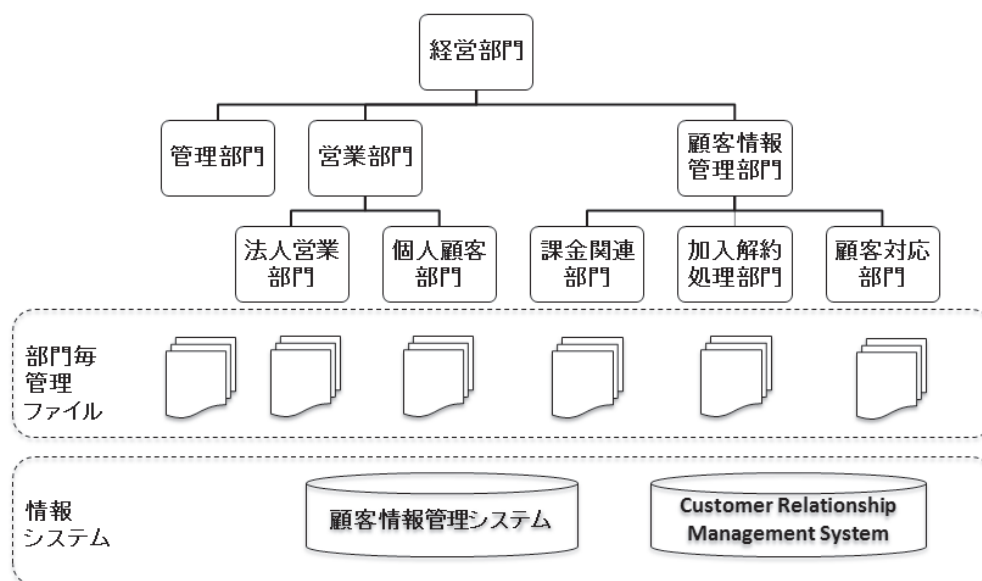 経営部門
管理部門
営業部門
顧客情報
管理部門
法人営業
部門
個人顧客
部門
課金関連
部門
加入解約
処理部門
顧客対応
部門
部門毎
管理
ファイル
情報
システム
顧客情報管理システム
Customer Relationship
Management System